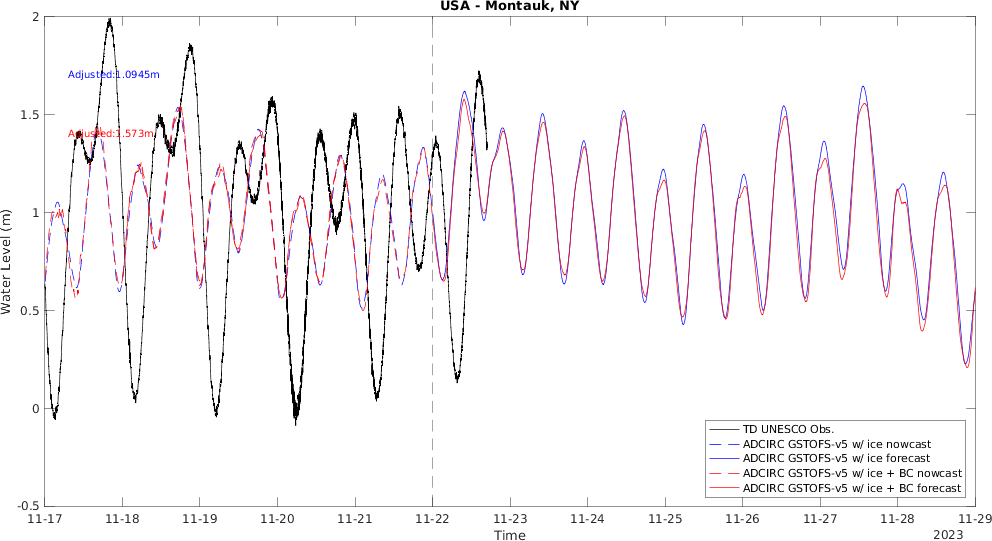 USA - Montauk, NY
2
1.5
1
0.5
0
-0.5
Water Level (m)
Adjusted:1.0945m
Adjusted:1.573m
TD UNESCO Obs.
ADCIRC GSTOFS-v5 w/ ice nowcast
ADCIRC GSTOFS-v5 w/ ice forecast
ADCIRC GSTOFS-v5 w/ ice + BC nowcast
ADCIRC GSTOFS-v5 w/ ice + BC forecast
11-17 11-18 11-19 11-20 11-21 11-22 11-23 11-24 11-25 11-26 11-27 11-28 11-29
Time
2023